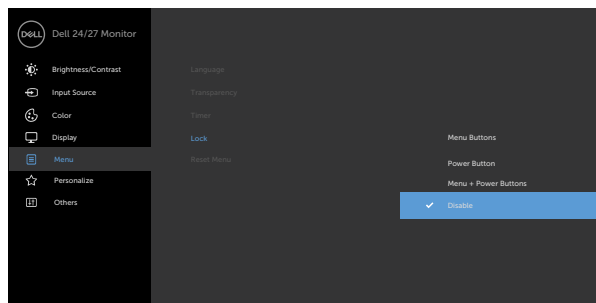 DELL Dell 24/27 Monitor
Brightness/Contrast
Input Source
Color
Display
Menu
Personalize
Others
Language
Transparency
Timer
Lock
Reset Menu
Menu Buttons
Power Button
Menu + Power Buttons
Disable